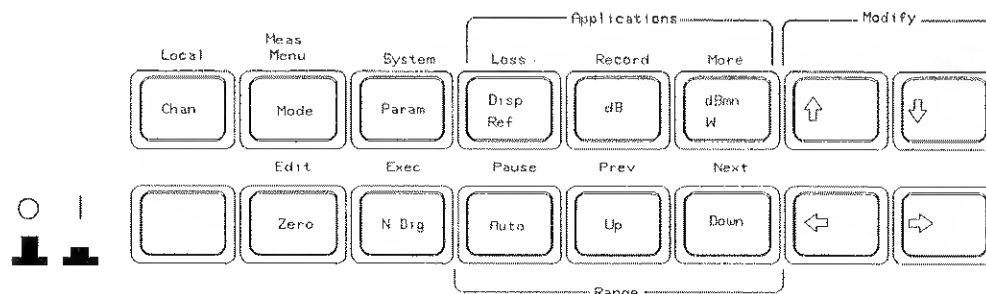 Applications
Modify
Local
Meas
Menu
System
Loss
Record
More
Chan
Mode
Param
Disp
Ref
dB
dBmn
W
Edit
Exec
Pause
Prev
Next
Zero
N Dig
Auto
Up
Down
Range